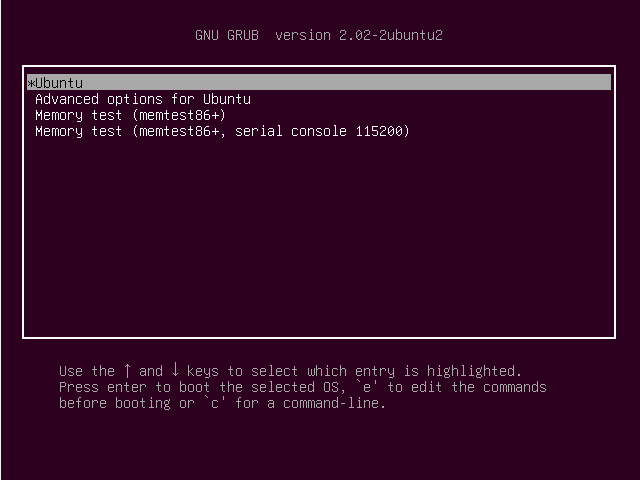 GNU GRUB  version 2.02-2ubuntu2
*Ubuntu
Advanced options for Ubuntu
Memory test (memtest86+)
Memory test (memtest86+, serial console 115200)
Use the ↑ and ↓ keys to select which entry is highlighted.
Press enter to boot the selected OS, `e' to edit the commands
before booting or `c' for a command-line.